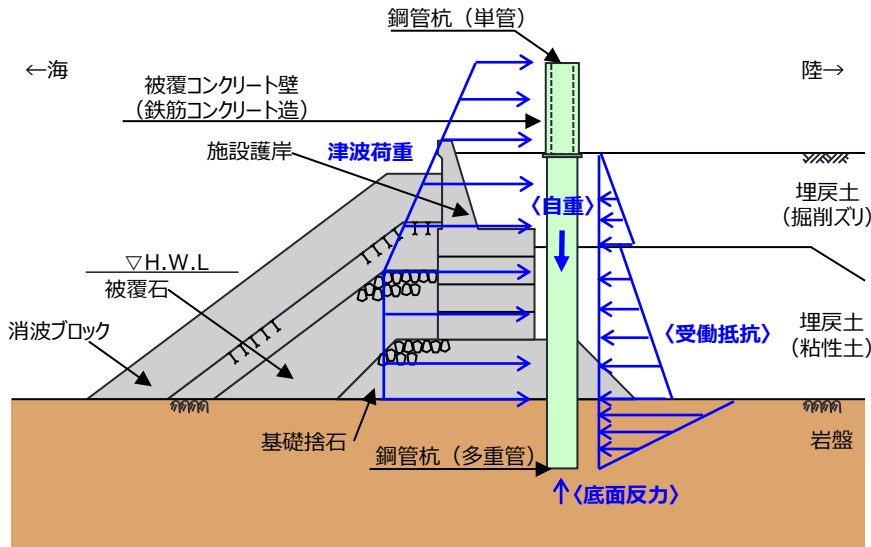 鋼管杭（単管）
←海
陸→
被覆コンクリート壁
（鉄筋コンクリート造）
施設護岸
津波荷重
埋戻土
（掘削ズリ）
〈自重〉
▽H.W.L
被覆石
消波ブロック
〈受働抵抗〉
埋戻土
（粘性土）
基礎捨石
岩盤
鋼管杭（多重管）
〈底面反力〉